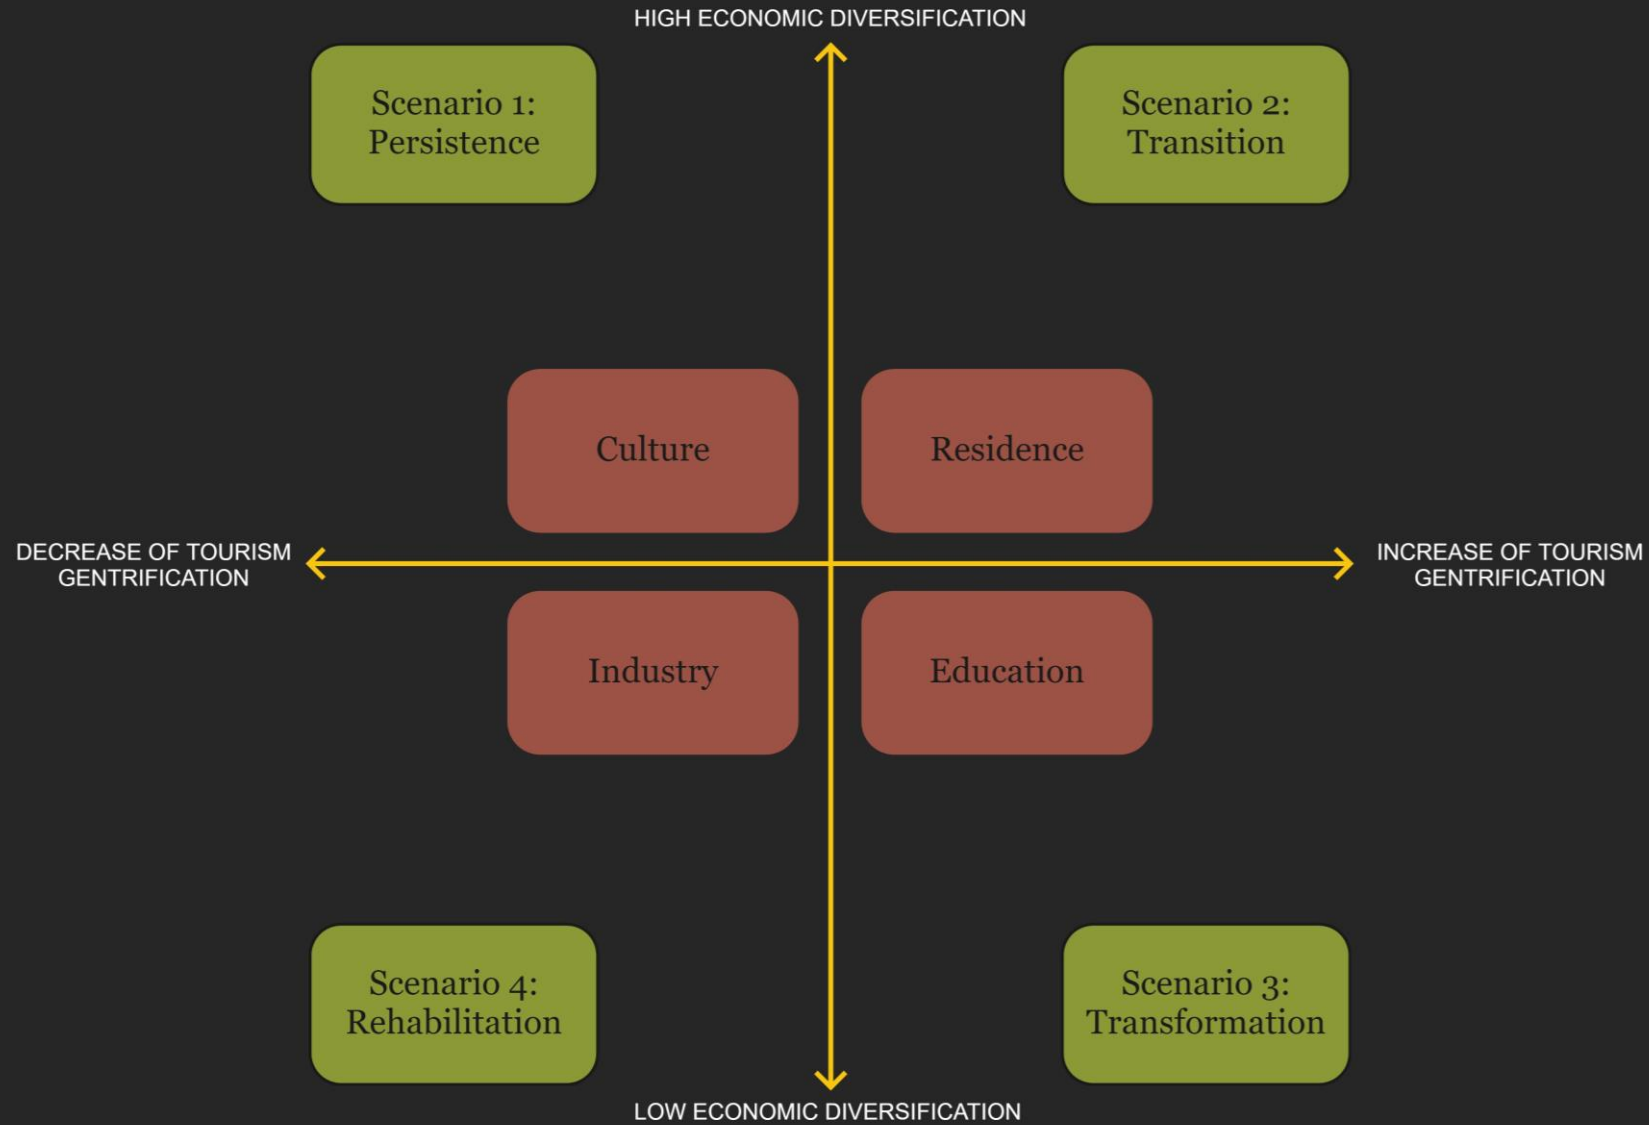 HIGH ECONOMIC DIVERSIFICATION
Scenario 1:
Persistence
Scenario 2:
Transition
Culture
Residence
DECREASE OF TOURISM
GENTRIFICATION
INCREASE OF TOURISM
GENTRIFICATION
Industry
Education
Scenario 4:
Rehabilitation
Scenario 3:
Transformation
LOW ECONOMIC DIVERSIFICATION